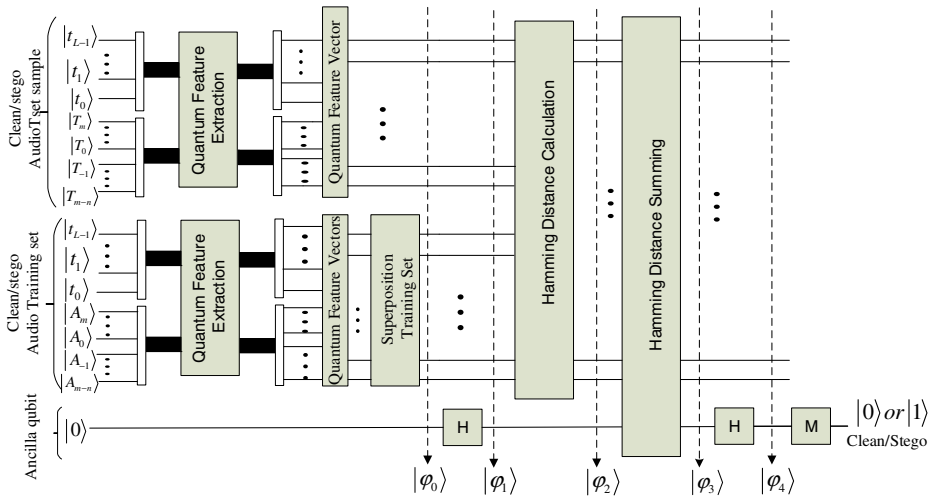 Clean/stego
AudioTset sample
|t_{L-1}⟩
|t_1⟩
|t_0⟩
|T_m⟩
|T_0⟩
|T_{-1}⟩
|T_{m-n}⟩
Quantum Feature
Extraction
Quantum Feature Vector
Clean/stego
Audio Training set
|t_{L-1}⟩
|t_1⟩
|t_0⟩
|A_m⟩
|A_0⟩
|A_{-1}⟩
|A_{m-n}⟩
Quantum Feature
Extraction
Quantum Feature Vectors
Superposition
Training Set
Hamming Distance Calculation
Hamming Distance Summing
Ancilla qubit
|0⟩
H
H
M
|0⟩ or |1⟩
Clean/Stego
|φ_0⟩
|φ_1⟩
|φ_2⟩
|φ_3⟩
|φ_4⟩